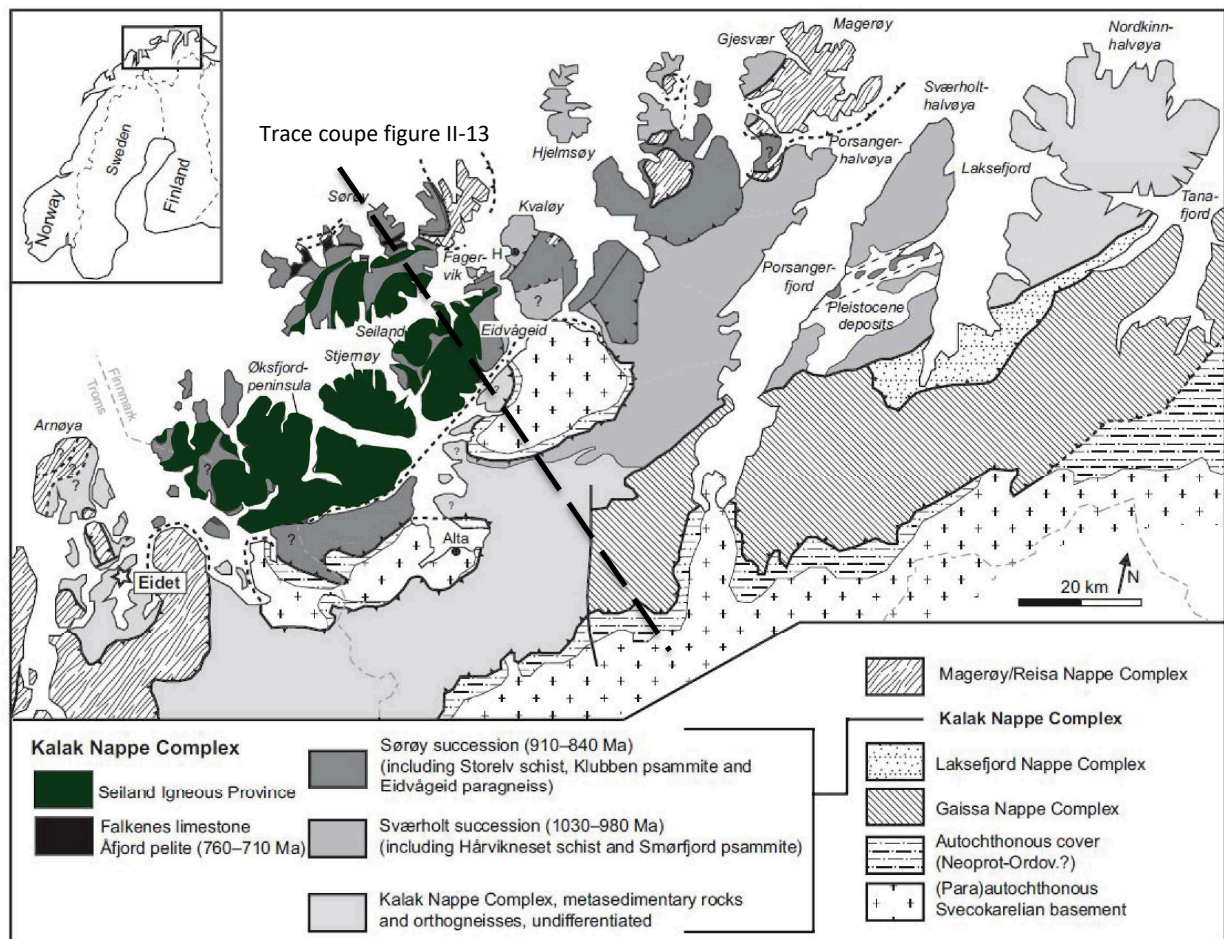 Norway
Sweden
Finland
Trace coupe figure II-13
Gjesvær
Magerøy
Nordkinn-
halvøya
Sværholt-
halvøya
Hjelmsøy
Porsanger-
halvøya
Laksefjord
Tana-
fjord
Sørøy
Kvaløy
H
Fager-
vik
?
?
Porsanger-
fjord
Pleistocene
deposits
Seiland
Eidvågeid
Stjernøy
Øksfjord-
peninsula
Finnmark
Troms
Arnøya
?
?
?
?
?
?
Alta
Eidet
20 km
N
Kalak Nappe Complex
Seiland Igneous Province
Falkenes limestone
Åfjord pelite (760–710 Ma)
Sørøy succession (910–840 Ma)
(including Storelv schist, Klubben psammite and
Eidvågeid paragneiss)
Sværholt succession (1030–980 Ma)
(including Hårvikneset schist and Smørfjord psammite)
Kalak Nappe Complex, metasedimentary rocks
and orthogneisses, undifferentiated
Magerøy/Reisa Nappe Complex
Kalak Nappe Complex
Laksefjord Nappe Complex
Gaissa Nappe Complex
Autochthonous cover
(Neoprot-Ordov.?)
(Para)autochthonous
Svecokarelian basement